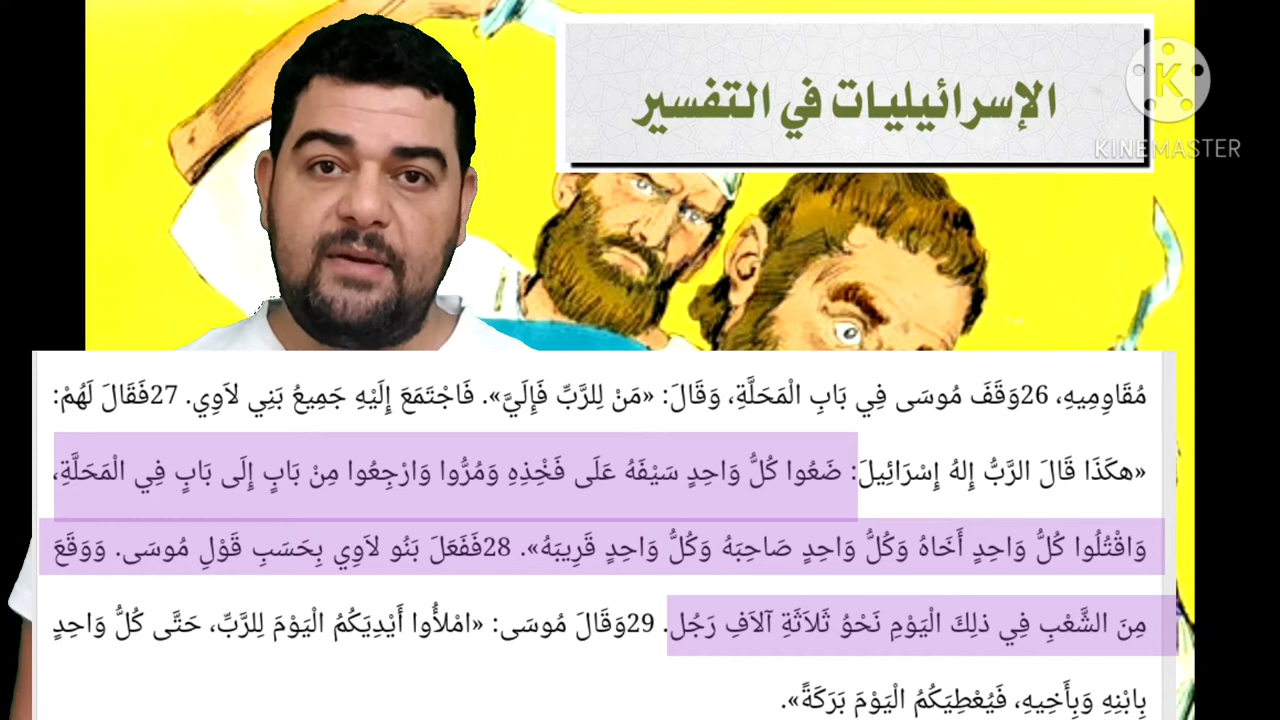 الإسرائيليات في التفسير
K
KINEMASTER
مُقَاوِمِيهِ، 26وَقَفَ مُوسَى فِي بَابِ الْمَحَلَّةِ، وَقَالَ: «مَنْ لِلرَّبِّ فَإِلَيَّ». فَاجْتَمَعَ إِلَيْهِ جَمِيعُ بَنِي لاَوِي. 27فَقَالَ لَهُمْ:
«هكَذَا قَالَ الرَّبُّ إِلهُ إِسْرَائِيلَ: ضَعُوا كُلُّ وَاحِدٍ سَيْفَهُ عَلَى فَخْذِهِ وَمُرُّوا وَارْجِعُوا مِنْ بَابٍ إِلَى بَابٍ فِي الْمَحَلَّةِ،
وَاقْتُلُوا كُلُّ وَاحِدٍ أَخَاهُ وَكُلُّ وَاحِدٍ صَاحِبَهُ وَكُلُّ وَاحِدٍ قَرِيبَهُ». 28فَفَعَلَ بَنُو لاَوِي بِحَسَبِ قَوْلِ مُوسَى. وَوَقَعَ
مِنَ الشَّعْبِ فِي ذلِكَ الْيَوْمِ نَحْوُ ثَلاَثَةِ آلاَفِ رَجُل. 29وَقَالَ مُوسَى: «امْلأُوا أَيْدِيَكُمُ الْيَوْمَ لِلرَّبِّ، حَتَّى كُلُّ وَاحِدٍ
بِابْنِهِ وَبِأَخِيهِ، فَيُعْطِيَكُمُ الْيَوْمَ بَرَكَةً».